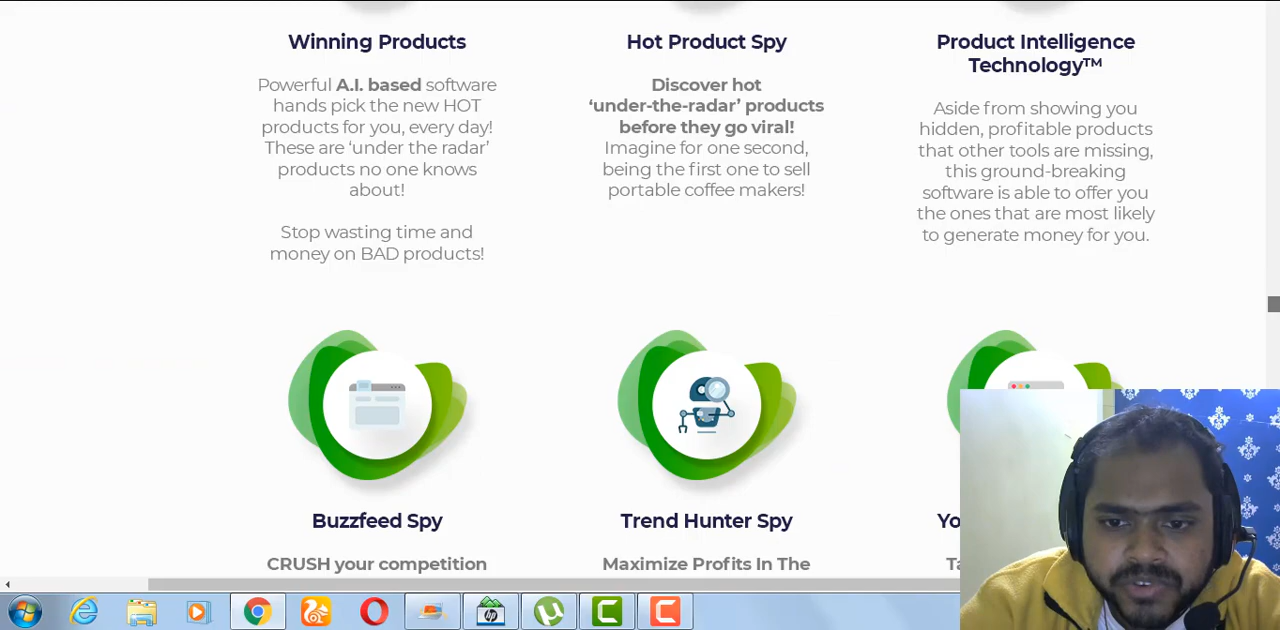 Winning Products
Powerful A.I. based software
hands pick the new HOT
products for you, every day!
These are ‘under the radar’
products no one knows
about!
Stop wasting time and
money on BAD products!
Hot Product Spy
Discover hot
‘under-the-radar’ products
before they go viral!
Imagine for one second,
being the first one to sell
portable coffee makers!
Product Intelligence
Technology™
Aside from showing you
hidden, profitable products
that other tools are missing,
this ground-breaking
software is able to offer you
the ones that are most likely
to generate money for you.
Buzzfeed Spy
CRUSH your competition
Trend Hunter Spy
Maximize Profits In The